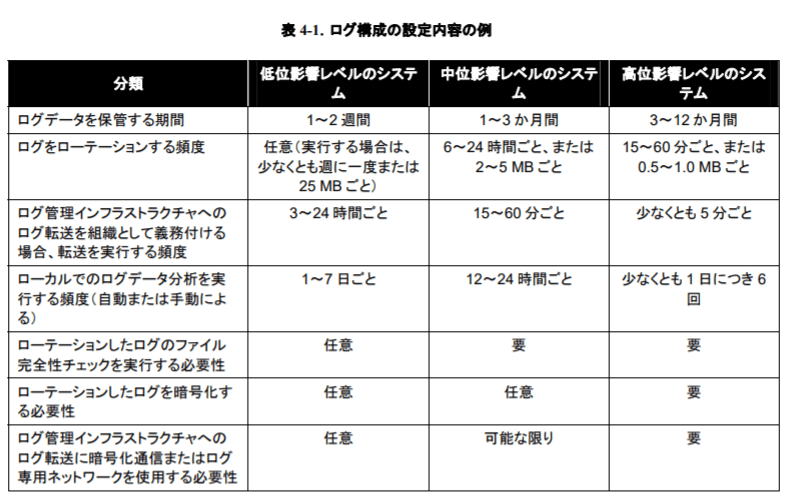 表 4-1. ログ構成の設定内容の例
分類
低位影響レベルのシステ
ム
中位影響レベルのシステ
ム
高位影響レベルのシス
テム
ログデータを保管する期間
1～2 週間
1～3 か月間
3～12 か月間
ログをローテーションする頻度
任意（実行する場合は、
少なくとも週に一度または
25 MB ごと）
6～24 時間ごと、または
2～5 MB ごと
15～60 分ごと、または
0.5～1.0 MB ごと
ログ管理インフラストラクチャへの
ログ転送を組織として義務付ける
場合、転送を実行する頻度
3～24 時間ごと
15～60 分ごと
少なくとも 5 分ごと
ローカルでのログデータ分析を実
行する頻度（自動または手動によ
る）
1～7 日ごと
12～24 時間ごと
少なくとも 1 日につき 6
回
ローテーションしたログのファイル
完全性チェックを実行する必要性
任意
要
要
ローテーションしたログを暗号化す
る必要性
任意
任意
要
ログ管理インフラストラクチャへの
ログ転送に暗号化通信またはログ
専用ネットワークを使用する必要性
任意
可能な限り
要